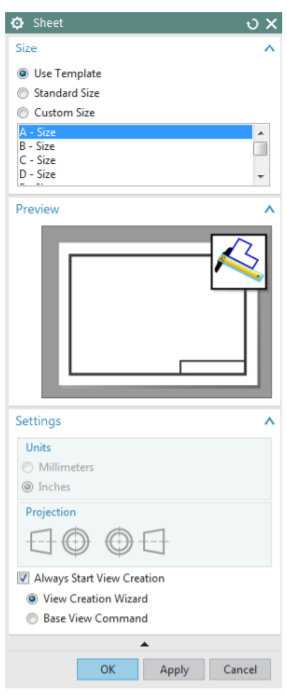 Sheet
Size
Use Template
Standard Size
Custom Size
A - Size
B - Size
C - Size
D - Size
Preview
Settings
Units
Millimeters
Inches
Projection
Always Start View Creation
View Creation Wizard
Base View Command
OK Apply Cancel